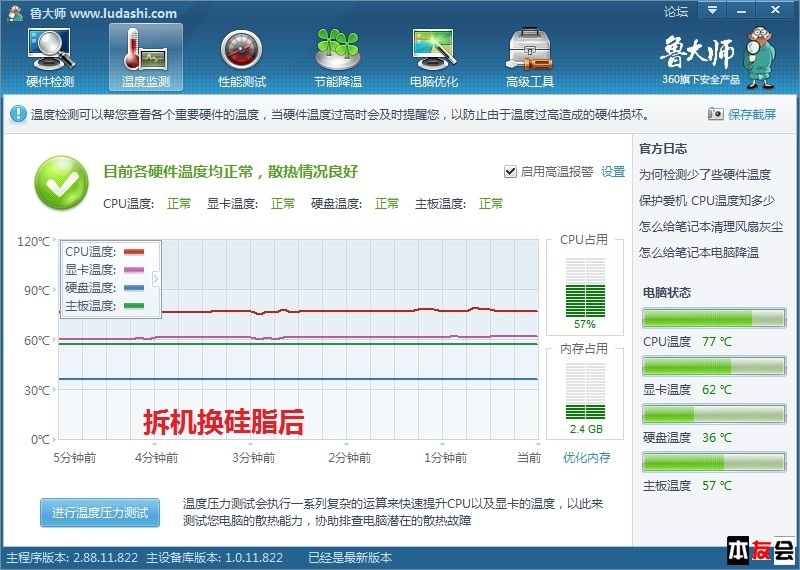 鲁大师 www.ludashi.com
论坛
硬件检测
温度监测
性能测试
节能降温
电脑优化
高级工具
鲁大师
360旗下安全产品
温度检测可以帮您查看各个重要硬件的温度，当硬件温度过高时会及时提醒您，以防止由于温度过高造成的硬件损坏。
保存截屏
目前各硬件温度均正常，散热情况良好
启用高温报警 设置
CPU温度: 正常 显卡温度: 正常 硬盘温度: 正常 主板温度: 正常
120℃
90℃
60℃
30℃
0℃
CPU温度:
显卡温度:
硬盘温度:
主板温度:
拆机换硅脂后
5分钟前
4分钟前
3分钟前
2分钟前
1分钟前
当前
CPU占用
57%
内存占用
2.4 GB
优化内存
进行温度压力测试
温度压力测试会执行一系列复杂的运算来快速提升CPU以及显卡的温度，以此来
测试您电脑的散热能力，协助排查电脑潜在的散热故障
官方日志
为何检测少了些硬件温度
保护爱机 CPU温度知多少
怎么给笔记本清理风扇灰尘
怎么给笔记本电脑降温
电脑状态
CPU温度 77 ℃
显卡温度 62 ℃
硬盘温度 36 ℃
主板温度 57 ℃
主程序版本: 2.88.11.822 主设备库版本: 1.0.11.822 已经是最新版本
本友会